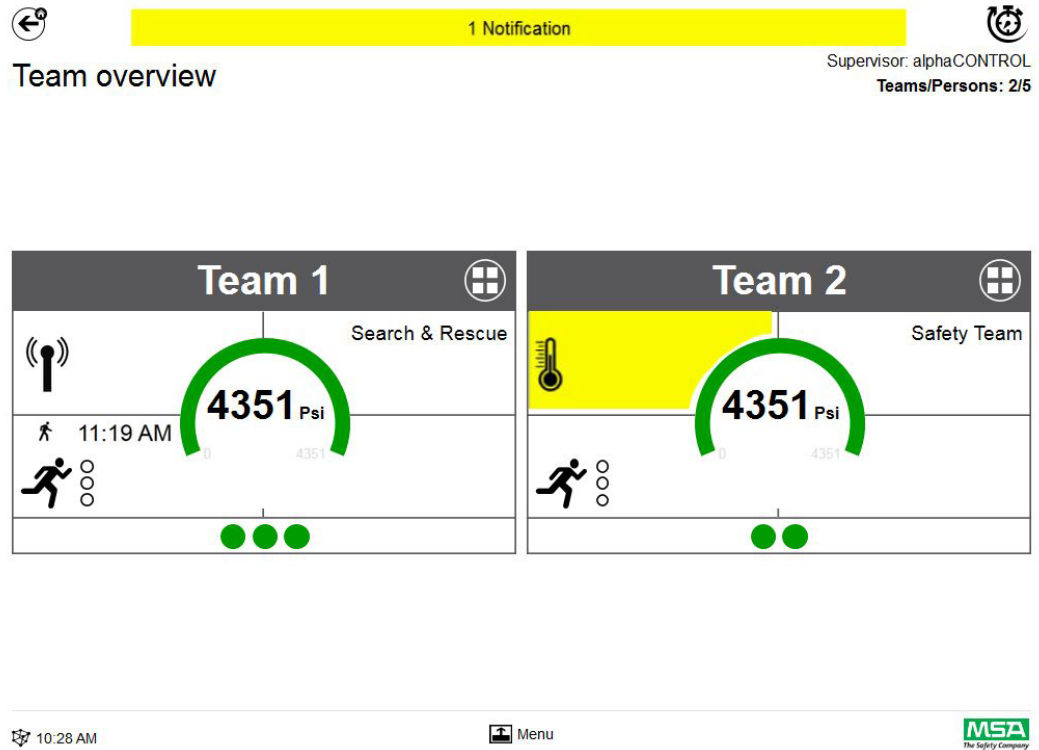 1 Notification
Supervisor: alphaCONTROL
Team overview
Teams/Persons: 2/5
Team 1
Search & Rescue
4351 Psi
11:19 AM
0 4351
Team 2
Safety Team
4351 Psi
0 4351
10:28 AM
Menu
MSA
The Safety Company